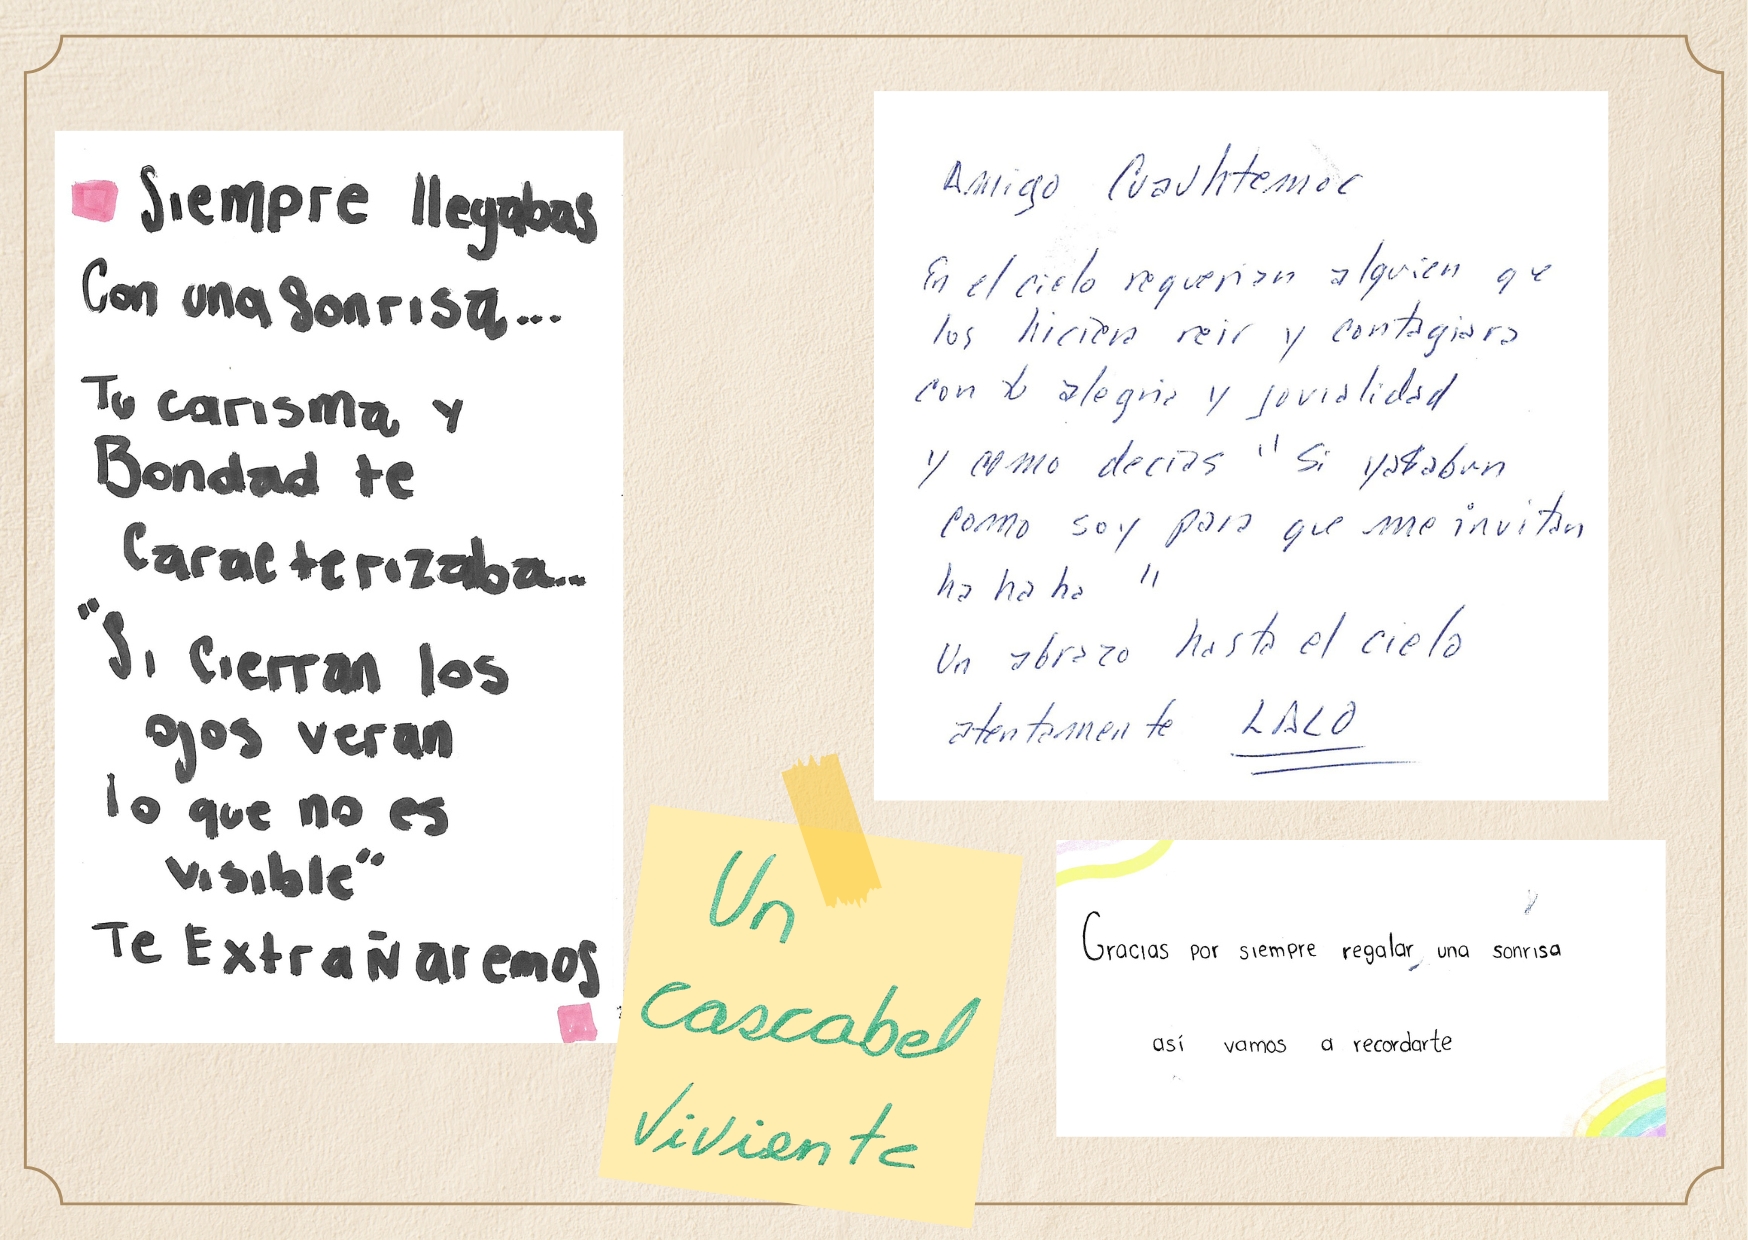 Siempre llegabas
Con una sonrisa...
Tu carisma y
Bondad te
Caracterizaba...
"Si cierran los
ojos veran
lo que no es
visible"
Te ExtraÑaremos
Amigo Cuauhtemoc
En el cielo requerian alguien que
los hiciera reir y contagiara
con tu alegria y jovialidad
y como decias "Si
como soy para que me invitan
ha ha ha"
Un abrazo hasta el cielo
atentamente LALO
Un
cascabel
viviente
Gracias por siempre regalar una sonrisa
así vamos a recordarte